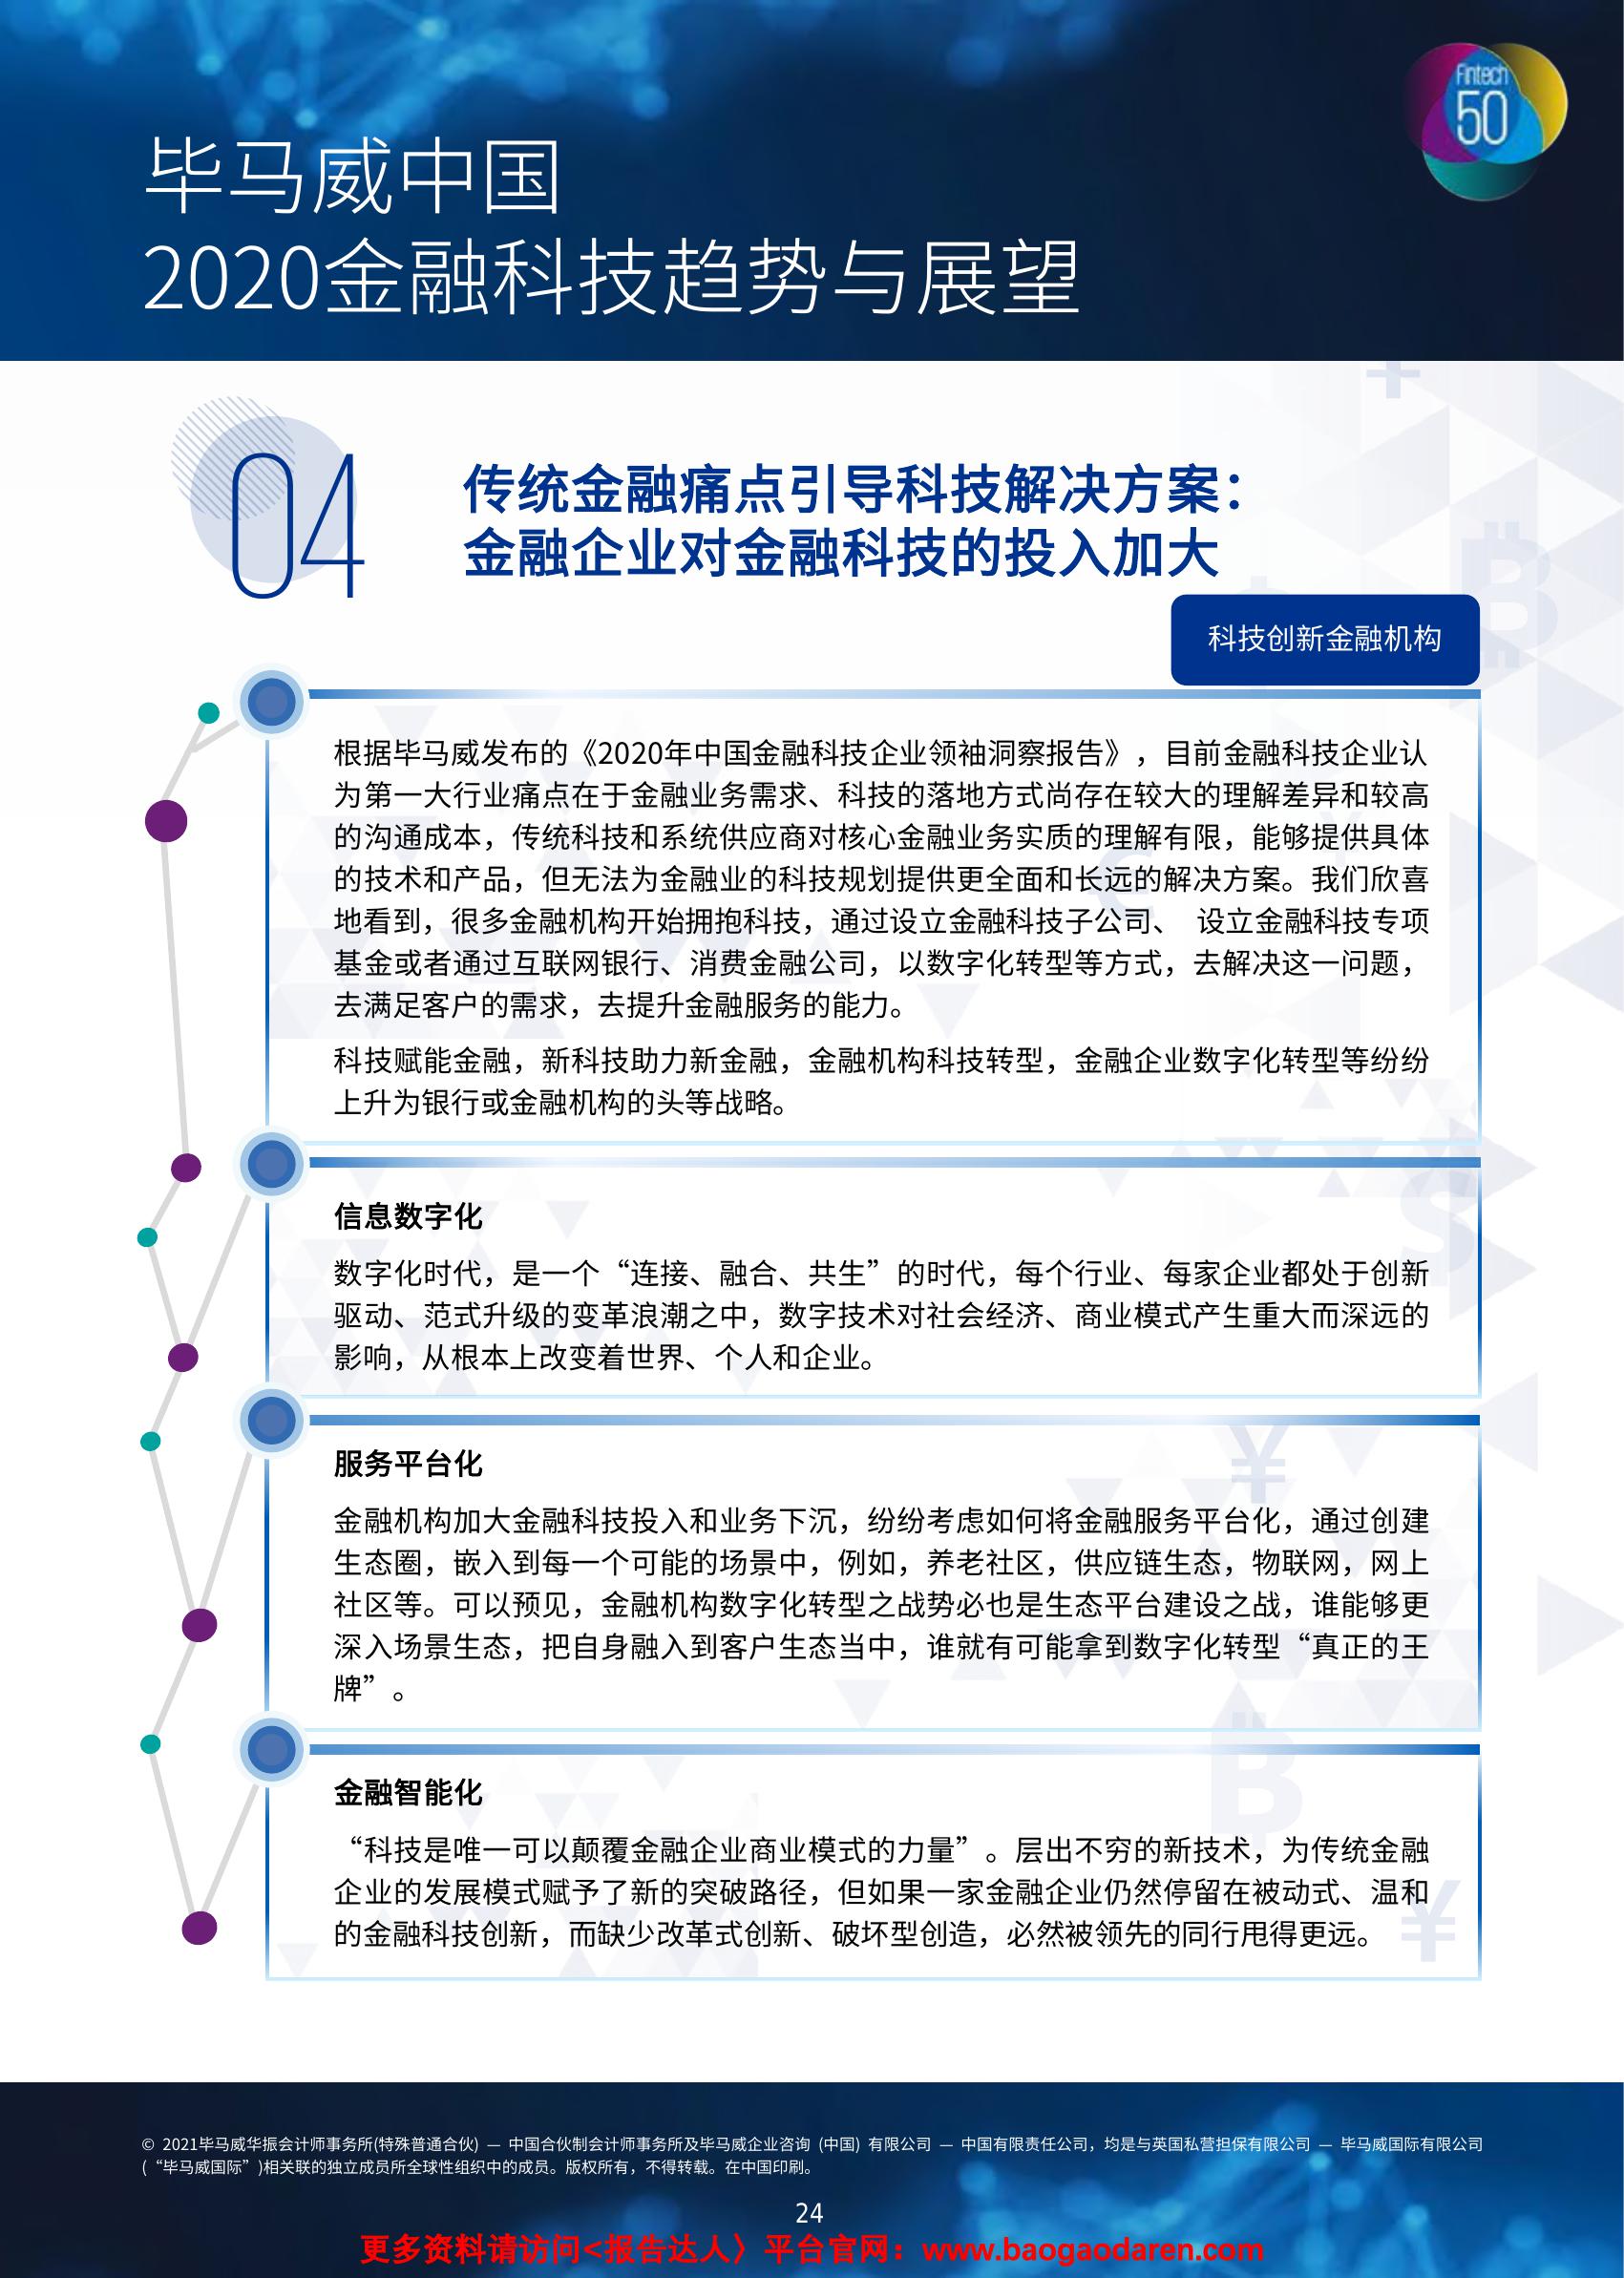 Fintech
50
毕马威中国
2020金融科技趋势与展望
04
传统金融痛点引导科技解决方案：
金融企业对金融科技的投入加大
科技创新金融机构
根据毕马威发布的《2020年中国金融科技企业领袖洞察报告》，目前金融科技企业认
为第一大行业痛点在于金融业务需求、科技的落地方式尚存在较大的理解差异和较高
的沟通成本，传统科技和系统供应商对核心金融业务实质的理解有限，能够提供具体
的技术和产品，但无法为金融业的科技规划提供更全面和长远的解决方案。我们欣喜
地看到，很多金融机构开始拥抱科技，通过设立金融科技子公司、 设立金融科技专项
基金或者通过互联网银行、消费金融公司，以数字化转型等方式，去解决这一问题，
去满足客户的需求，去提升金融服务的能力。
科技赋能金融，新科技助力新金融，金融机构科技转型，金融企业数字化转型等纷纷
上升为银行或金融机构的头等战略。
信息数字化
数字化时代，是一个“连接、融合、共生”的时代，每个行业、每家企业都处于创新
驱动、范式升级的变革浪潮之中，数字技术对社会经济、商业模式产生重大而深远的
影响，从根本上改变着世界、个人和企业。
服务平台化
金融机构加大金融科技投入和业务下沉，纷纷考虑如何将金融服务平台化，通过创建
生态圈，嵌入到每一个可能的场景中，例如，养老社区，供应链生态，物联网，网上
社区等。可以预见，金融机构数字化转型之战势必也是生态平台建设之战，谁能够更
深入场景生态，把自身融入到客户生态当中，谁就有可能拿到数字化转型“真正的王
牌”。
金融智能化
“科技是唯一可以颠覆金融企业商业模式的力量”。层出不穷的新技术，为传统金融
企业的发展模式赋予了新的突破路径，但如果一家金融企业仍然停留在被动式、温和
的金融科技创新，而缺少改革式创新、破坏型创造，必然被领先的同行甩得更远。
© 2021毕马威华振会计师事务所(特殊普通合伙) — 中国合伙制会计师事务所及毕马威企业咨询 (中国) 有限公司 — 中国有限责任公司，均是与英国私营担保有限公司 — 毕马威国际有限公司
(“毕马威国际”)相关联的独立成员所全球性组织中的成员。版权所有，不得转载。在中国印刷。
24
更多资料请访问<报告达人〉平台官网：www.baogaodaren.com